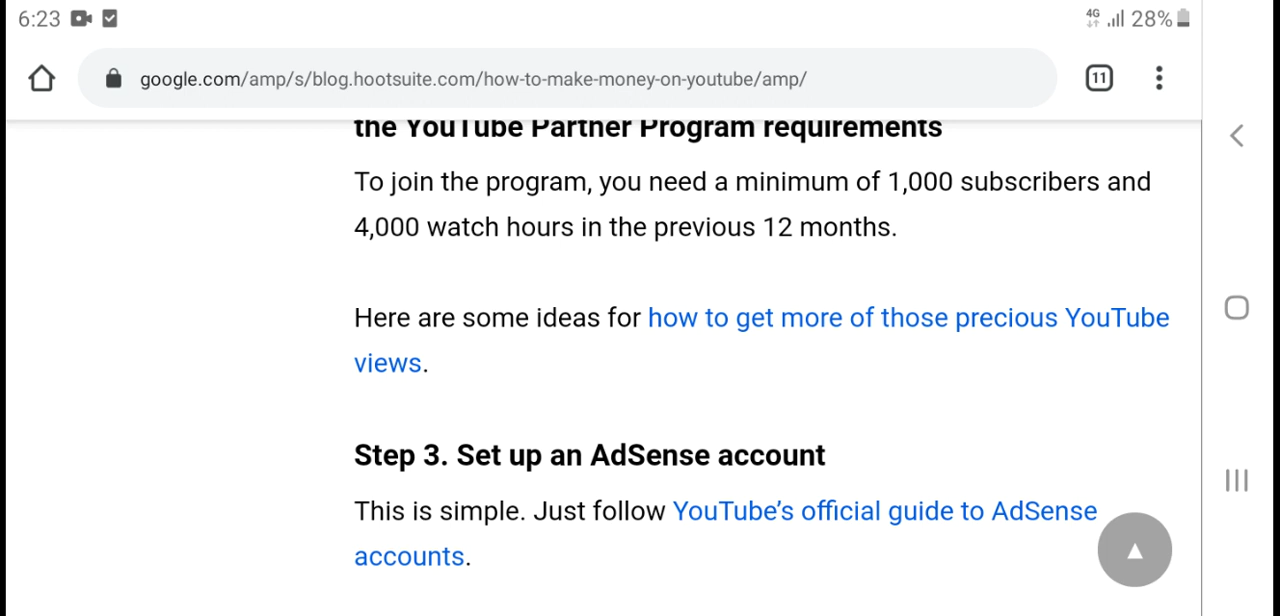 6:23
4G
28%
google.com/amp/s/blog.hootsuite.com/how-to-make-money-on-youtube/amp/
11
the YouTube Partner Program requirements
To join the program, you need a minimum of 1,000 subscribers and
4,000 watch hours in the previous 12 months.
Here are some ideas for how to get more of those precious YouTube
views.
Step 3. Set up an AdSense account
This is simple. Just follow YouTube’s official guide to AdSense
accounts.